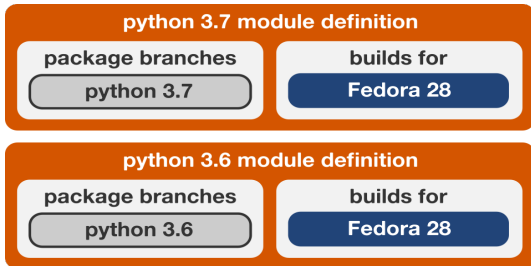 python 3.7 module definition
package branches
builds for
python 3.7
Fedora 28
python 3.6 module definition
package branches
builds for
python 3.6
Fedora 28